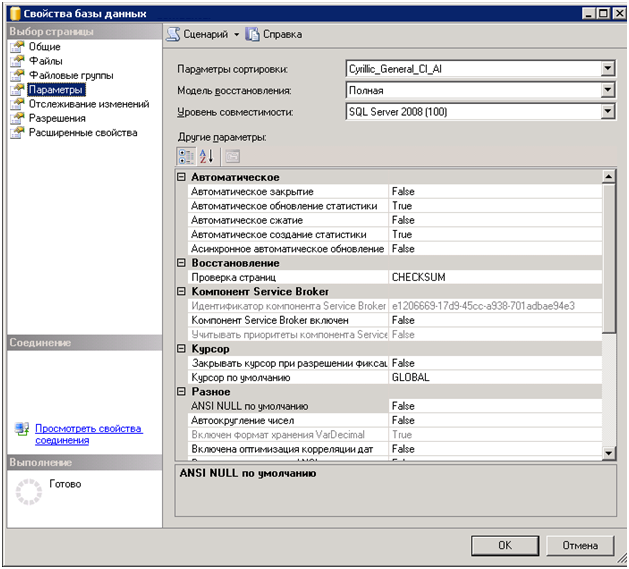 Свойства базы данных
Выбор страницы
Общие
Файлы
Файловые группы
Параметры
Отслеживание изменений
Разрешения
Расширенные свойства
Соединение
Просмотреть свойства соединения
Выполнение
Готово
Сценарий Справка
Параметры сортировки: Cyrillic_General_CI_AI
Модель восстановления: Полная
Уровень совместимости: SQL Server 2008 (100)
Другие параметры:
Автоматическое
Автоматическое закрытие False
Автоматическое обновление статистики True
Автоматическое сжатие False
Автоматическое создание статистики True
Асинхронное автоматическое обновление False
Восстановление
Проверка страниц CHECKSUM
Компонент Service Broker
Идентификатор компонента Service Broker e1206669-17d9-45cc-a938-701adbae94e3
Компонент Service Broker включен False
Учитывать приоритеты компонента Service False
Курсор
Закрывать курсор при разрешении фиксац False
Курсор по умолчанию GLOBAL
Разное
ANSI NULL по умолчанию False
Автоокругление чисел False
Включен формат хранения VarDecimal True
Включена оптимизация корреляции дат False
ANSI NULL по умолчанию
OK Отмена